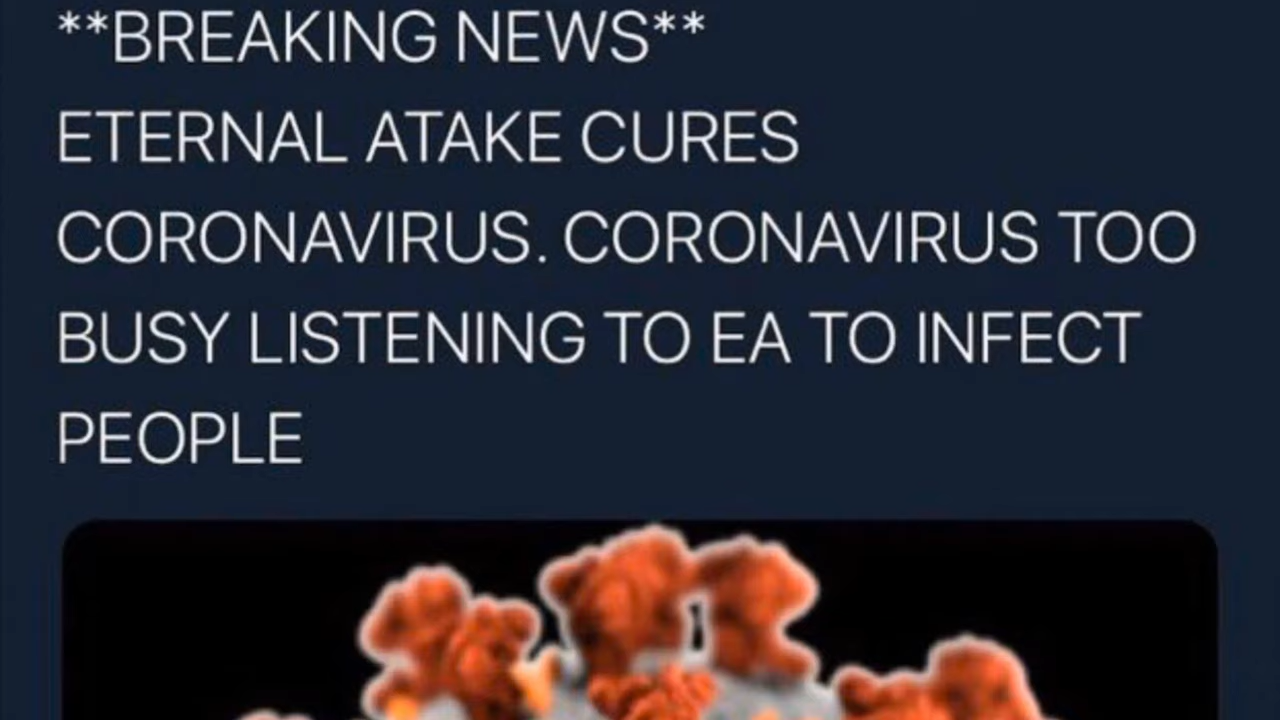 **BREAKING NEWS**
ETERNAL ATAKE CURES
CORONAVIRUS. CORONAVIRUS TOO
BUSY LISTENING TO EA TO INFECT
PEOPLE